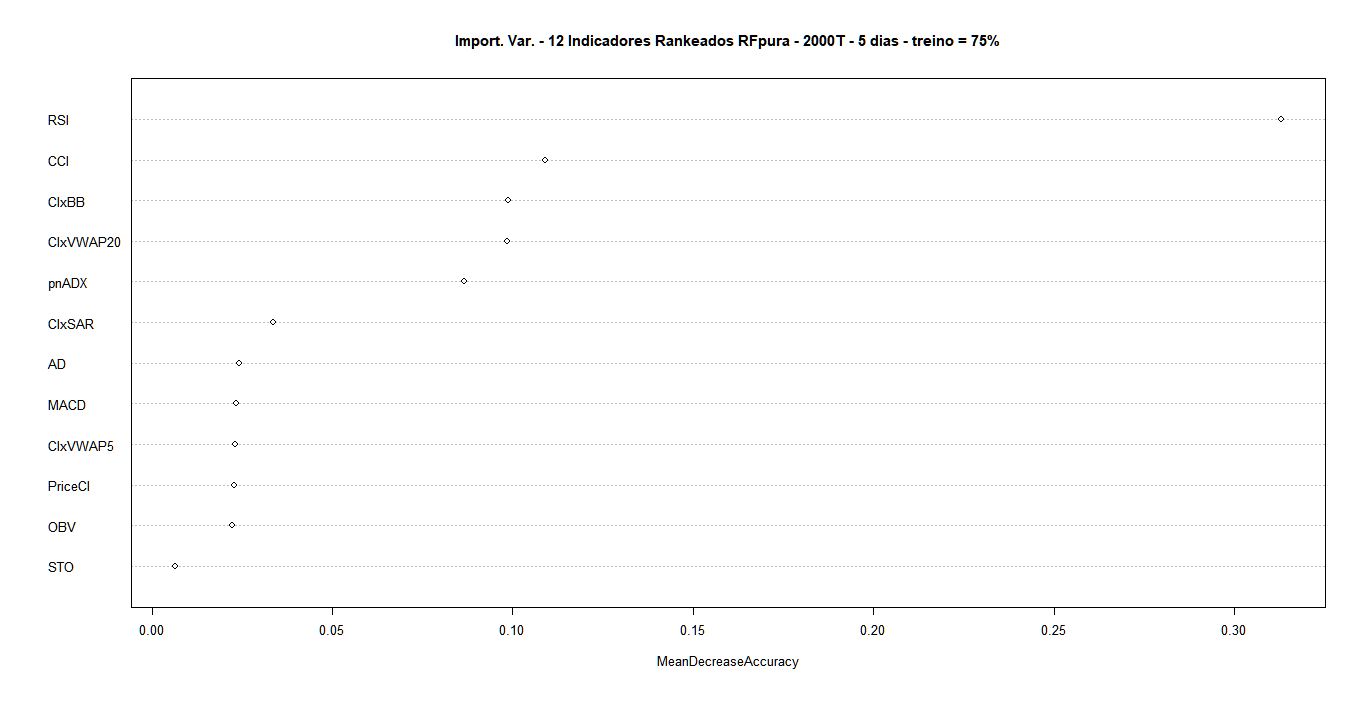 Import. Var. - 12 Indicadores Rankeados RFpura - 2000T - 5 dias - treino = 75%
RSI
CCI
ClxBB
ClxVWAP20
pnADX
ClxSAR
AD
MACD
ClxVWAP5
PriceCl
OBV
STO
0.00 0.05 0.10 0.15 0.20 0.25 0.30
MeanDecreaseAccuracy